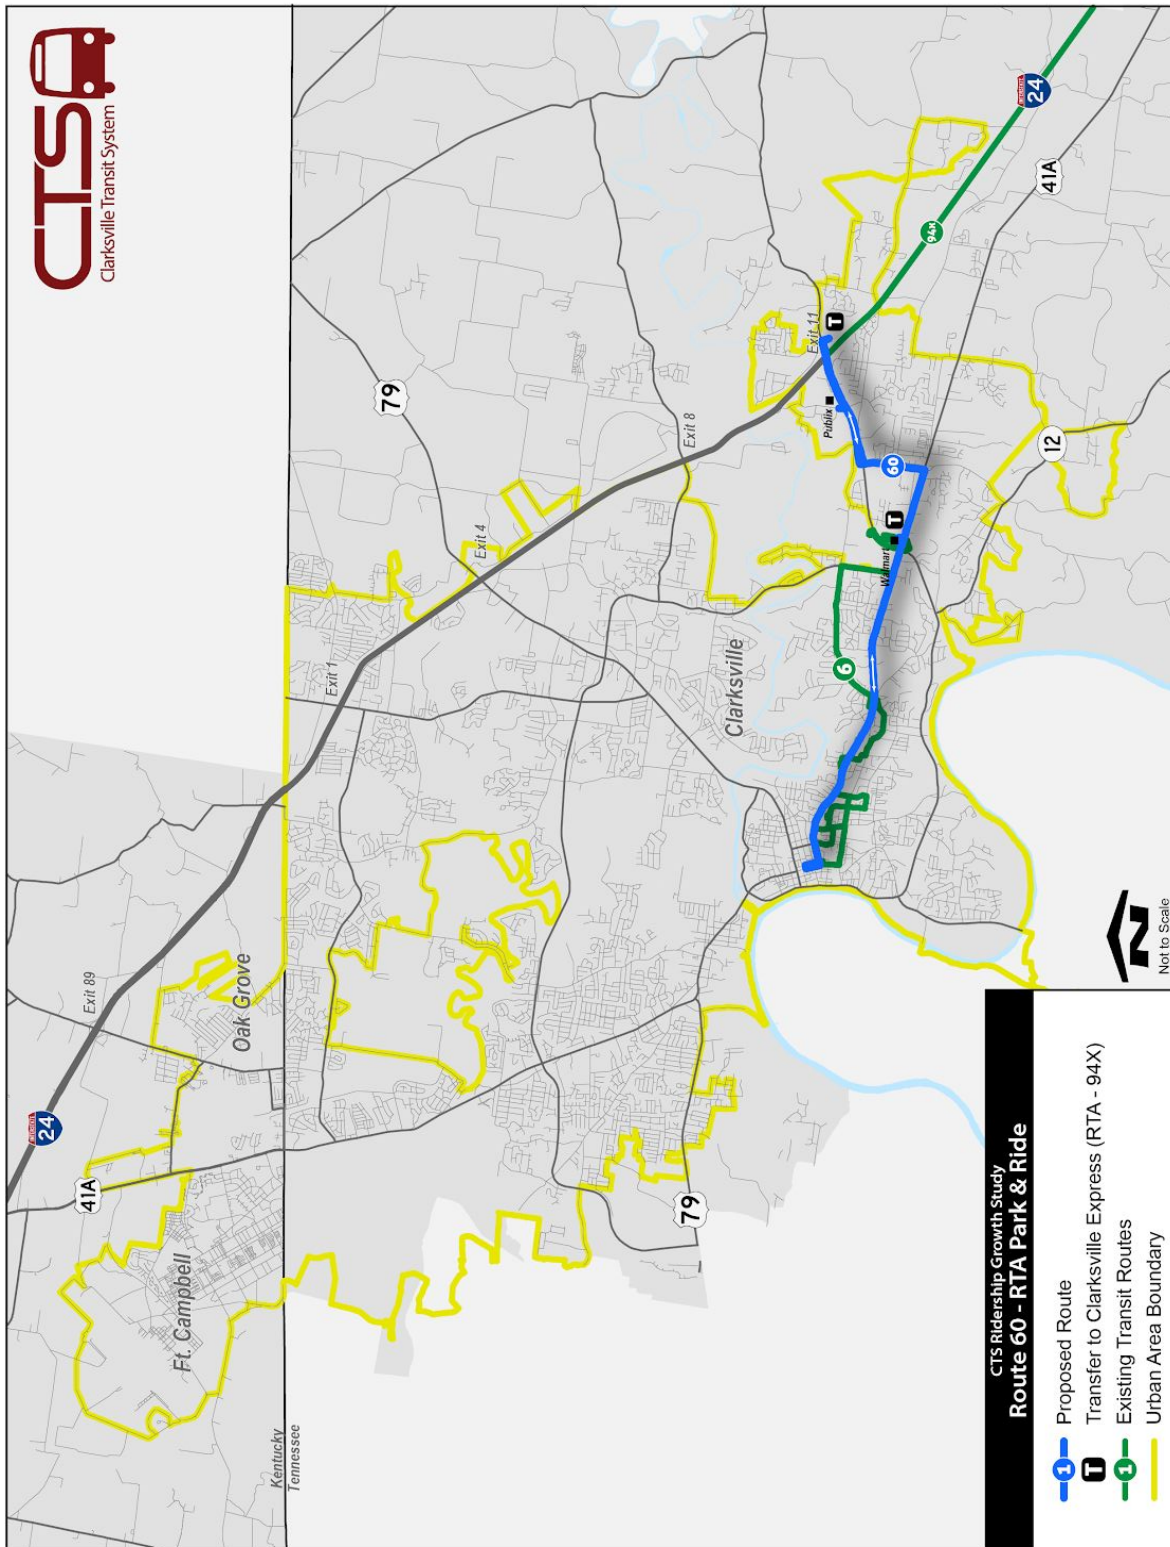 CTS
Clarksville Transit System
24
41A
Exit 89
Oak Grove
Ft. Campbell
Kentucky
Tennessee
Exit 1
79
Exit 4
Exit 8
Exit 11
T
Publix
60
T
Walmart
Clarksville
6
94X
24
41A
12
79
N
Not to Scale
CTS Ridership Growth Study
Route 60 - RTA Park & Ride
1 Proposed Route
T Transfer to Clarksville Express (RTA - 94X)
1 Existing Transit Routes
Urban Area Boundary